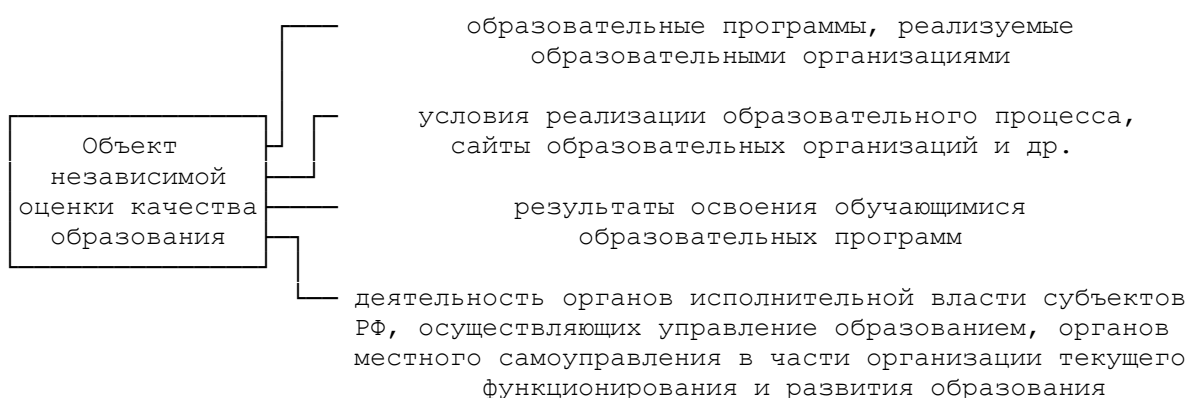 образовательные программы, реализуемые
образовательными организациями
условия реализации образовательного процесса,
сайты образовательных организаций и др.
Объект
независимой
оценки качества
образования
результаты освоения обучающимися
образовательных программ
деятельность органов исполнительной власти субъектов
РФ, осуществляющих управление образованием, органов
местного самоуправления в части организации текущего
функционирования и развития образования